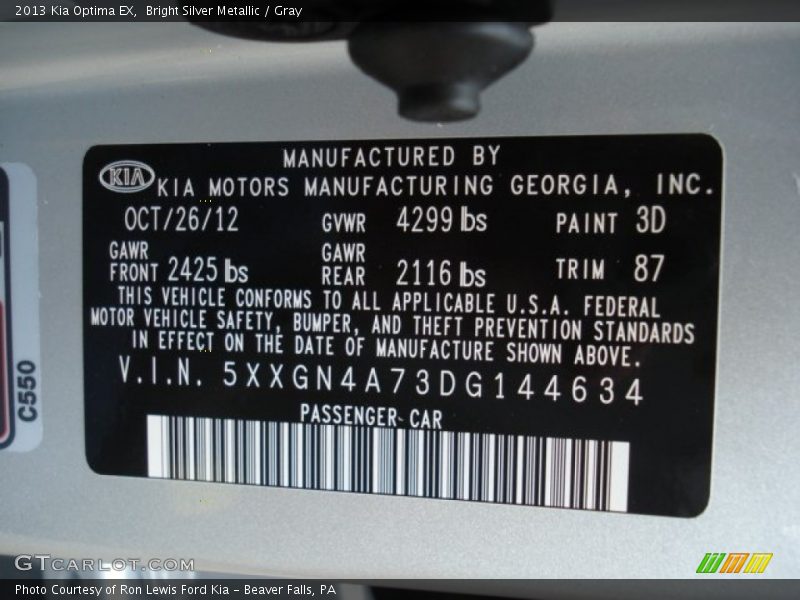 2013 Kia Optima EX, Bright Silver Metallic / Gray
MANUFACTURED BY
KIA KIA MOTORS MANUFACTURING GEORGIA, INC.
OCT/26/12 GVWR 4299 lbs PAINT 3D
GAWR FRONT 2425 lbs GAWR REAR 2116 lbs TRIM 87
THIS VEHICLE CONFORMS TO ALL APPLICABLE U.S.A. FEDERAL
MOTOR VEHICLE SAFETY, BUMPER, AND THEFT PREVENTION STANDARDS
IN EFFECT ON THE DATE OF MANUFACTURE SHOWN ABOVE.
V.I.N. 5XXGN4A73DG144634
PASSENGER CAR
C550
GTCARLOT.COM
Photo Courtesy of Ron Lewis Ford Kia - Beaver Falls, PA